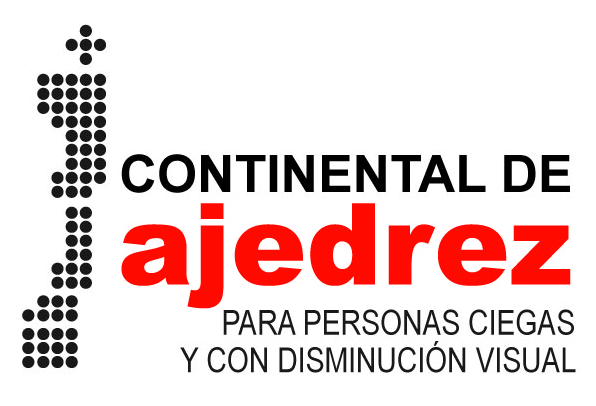 CONTINENTAL DE
ajedrez
PARA PERSONAS CIEGAS
Y CON DISMINUCIÓN VISUAL